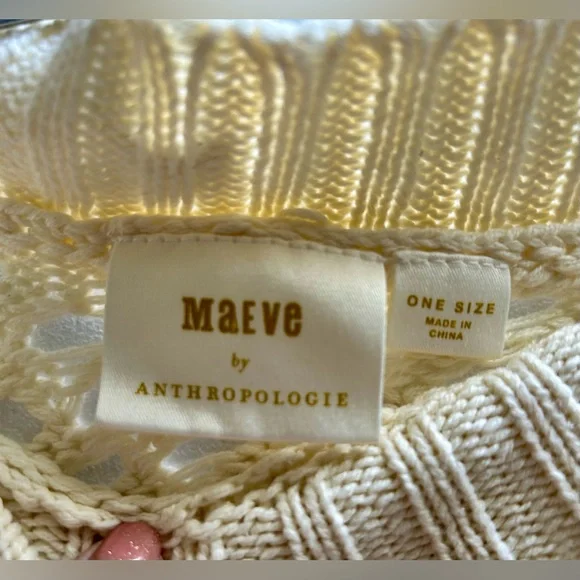 MaEVe
by
ANTHROPOLOGIE
ONE SIZE
MADE IN
CHINA